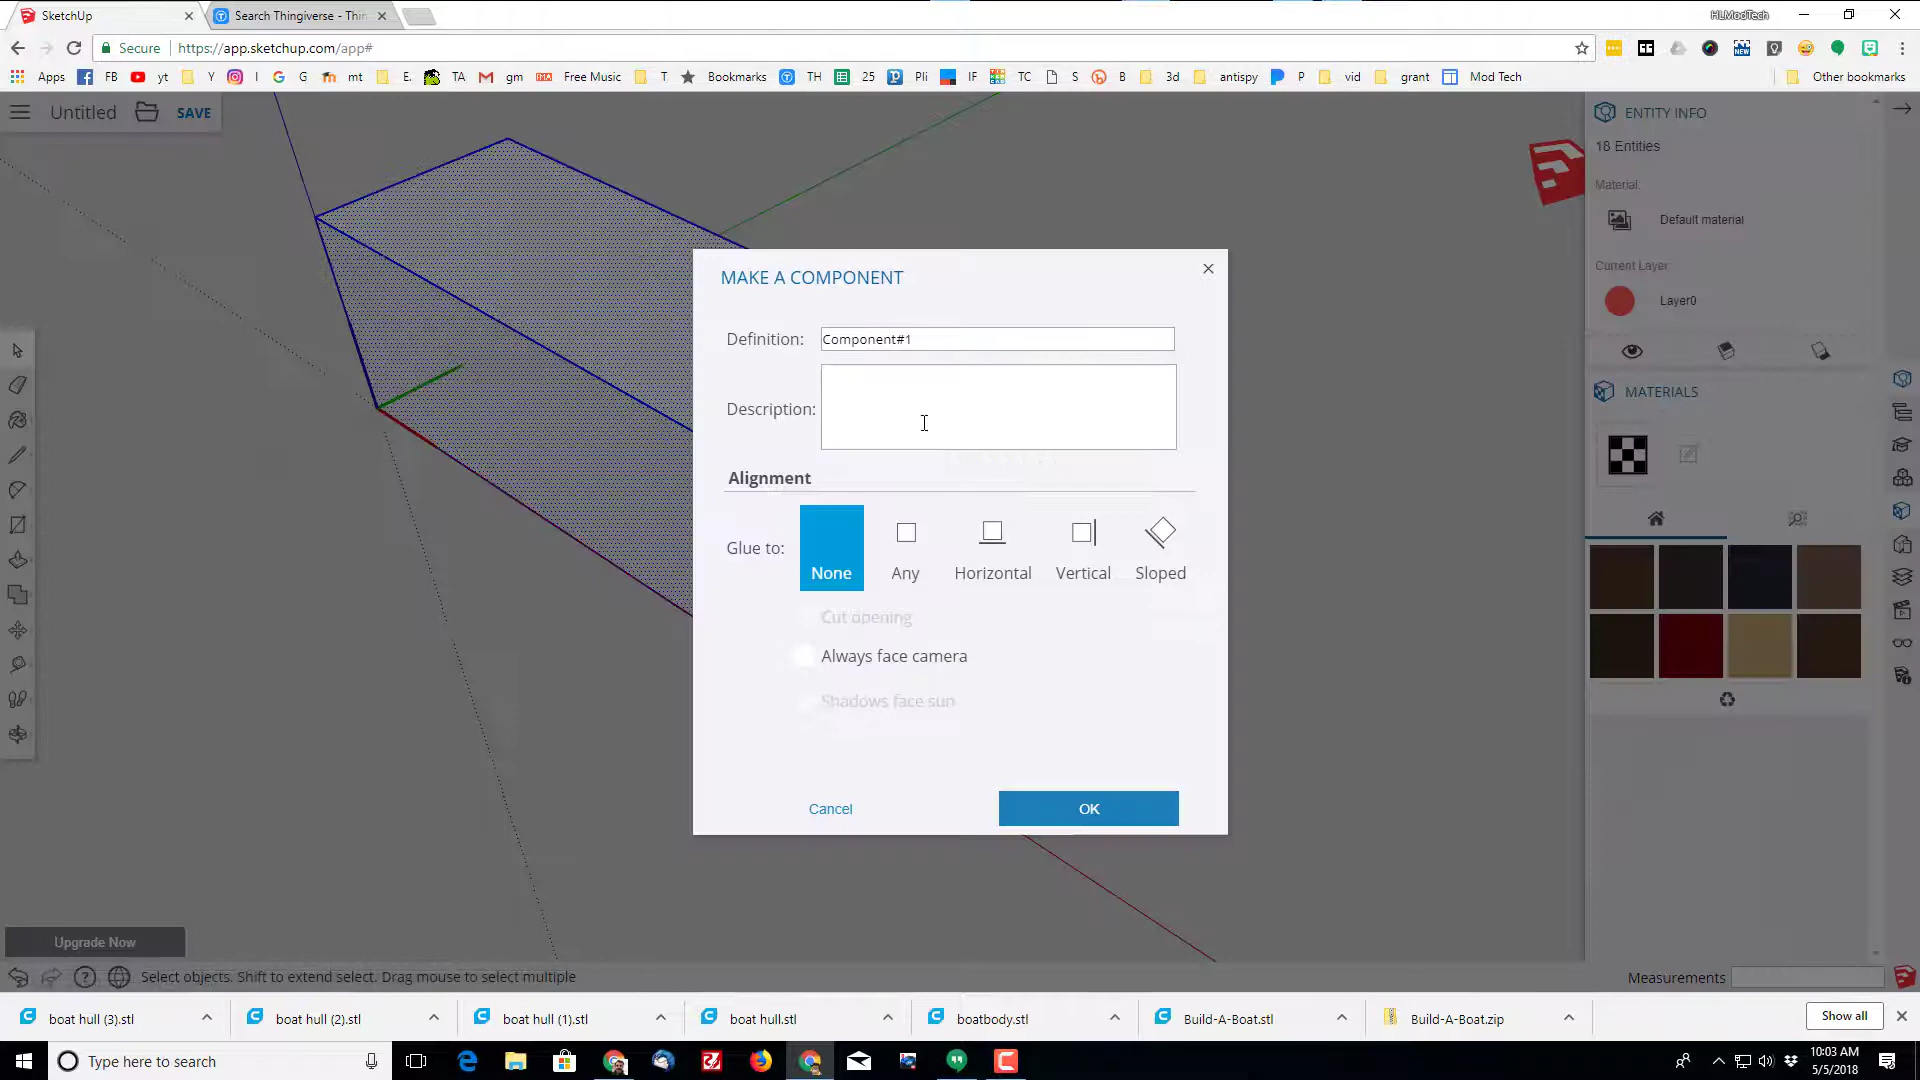 SketchUp
Search Thingiverse - Thin
HLModTech
Secure
https://app.sketchup.com/app#
Apps
FB
yt
Y
I
G
mt
E.
TA
gm
Free Music
T
Bookmarks
TH
25
Pli
IF
TC
S
B
3d
antispy
P
vid
grant
Mod Tech
Other bookmarks
Untitled
SAVE
ENTITY INFO
18 Entities
Material:
Default material
Current Layer
Layer0
MATERIALS
MAKE A COMPONENT
Definition:
Component#1
Description:
Alignment
Glue to:
None
Any
Horizontal
Vertical
Sloped
Cut opening
Always face camera
Shadows face sun
Cancel
OK
Upgrade Now
Select objects. Shift to extend select. Drag mouse to select multiple
Measurements
boat hull (3).stl
boat hull (2).stl
boat hull (1).stl
boat hull.stl
boatbody.stl
Build-A-Boat.stl
Build-A-Boat.zip
Show all
Type here to search
10:03 AM
5/5/2018